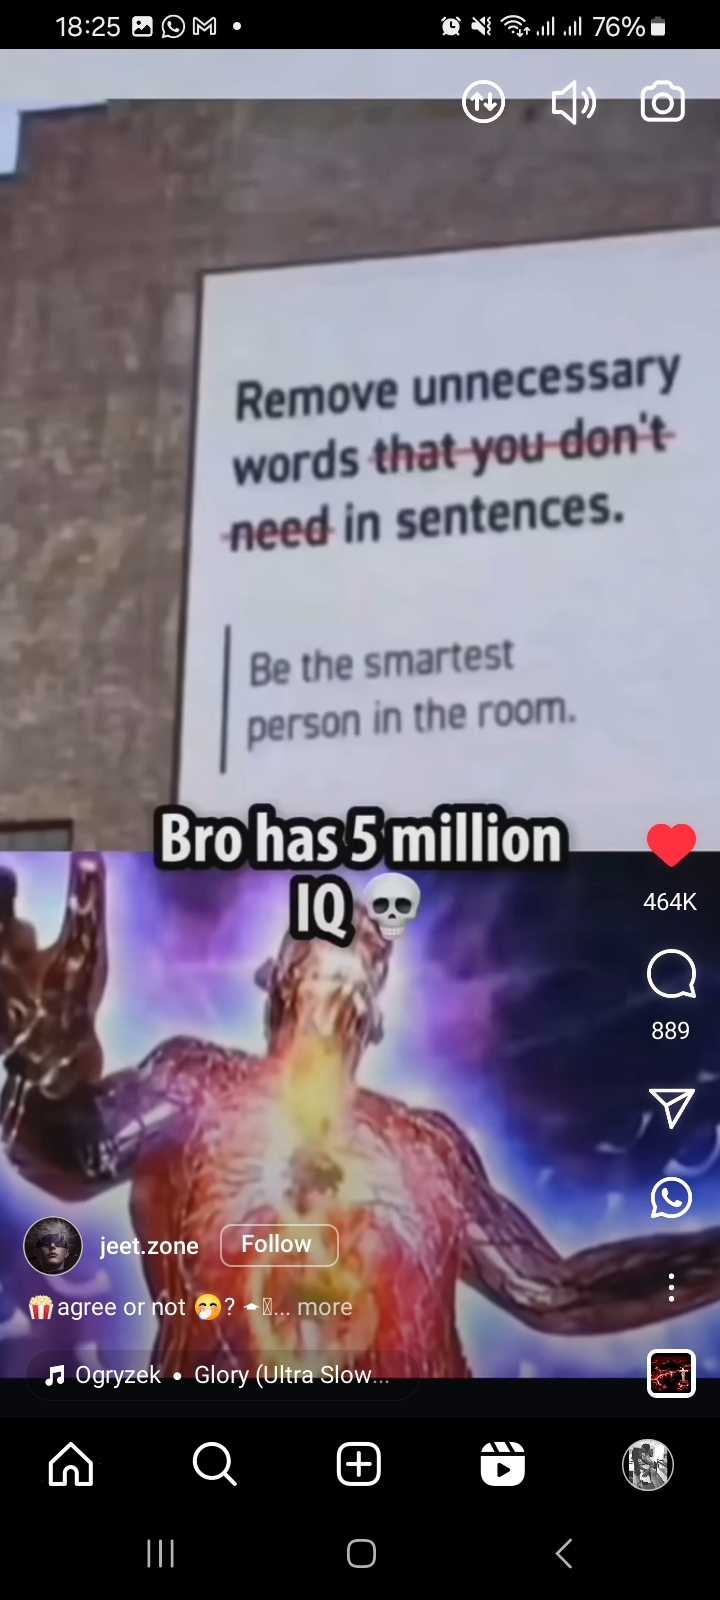 18:25
76%
Remove unnecessary
words that you don't
need in sentences.
Be the smartest
person in the room.
Bro has 5 million
IQ 💀
464K
889
jeet.zone Follow
🍿agree or not 🤭? ... more
Ogryzek • Glory (Ultra Slow...